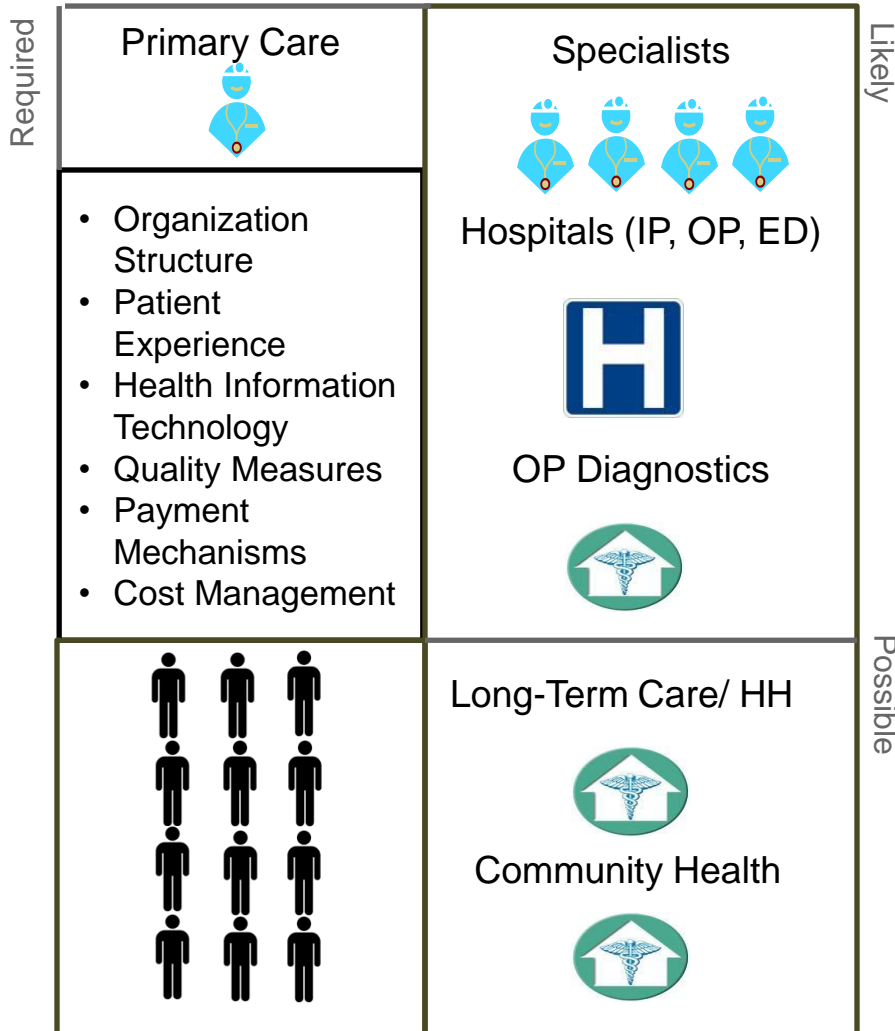 Required
Primary Care
• Organization
Structure
• Patient
Experience
• Health Information
Technology
• Quality Measures
• Payment
Mechanisms
• Cost Management
Likely
Specialists
Hospitals (IP, OP, ED)
H
OP Diagnostics
Possible
Long-Term Care/ HH
Community Health